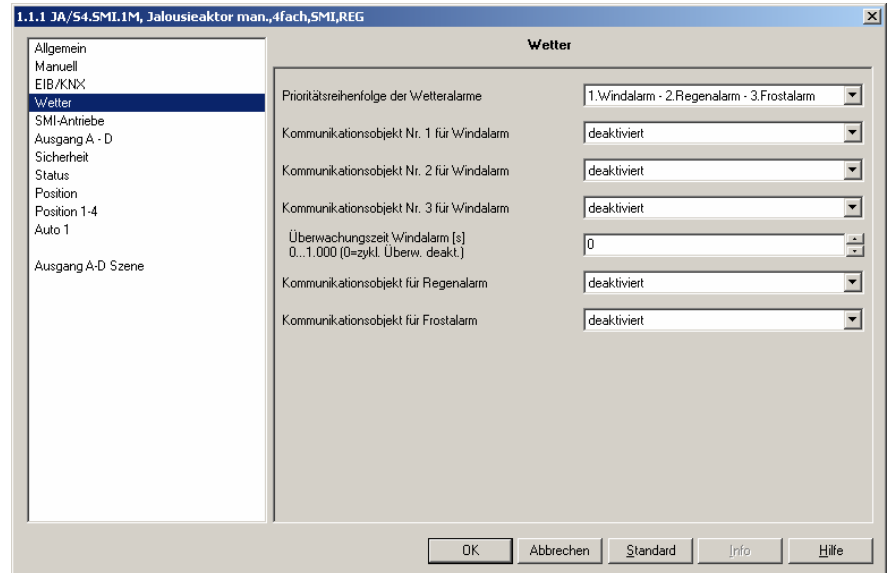 1.1.1 JA/S4.SMI.1M, Jalousieaktor man.,4fach,SMI,REG
Allgemein
Manuell
EIB/KNX
Wetter
SMI-Antriebe
Ausgang A - D
Sicherheit
Status
Position
Position 1-4
Auto 1
Ausgang A-D Szene
Wetter
Prioritätsreihenfolge der Wetteralarme
1.Windalarm - 2.Regenalarm - 3.Frostalarm
Kommunikationsobjekt Nr. 1 für Windalarm
deaktiviert
Kommunikationsobjekt Nr. 2 für Windalarm
deaktiviert
Kommunikationsobjekt Nr. 3 für Windalarm
deaktiviert
Überwachungszeit Windalarm [s]
0...1.000 (0=zykl. Überw. deakt.)
0
Kommunikationsobjekt für Regenalarm
deaktiviert
Kommunikationsobjekt für Frostalarm
deaktiviert
OK
Abbrechen
Standard
Info
Hilfe